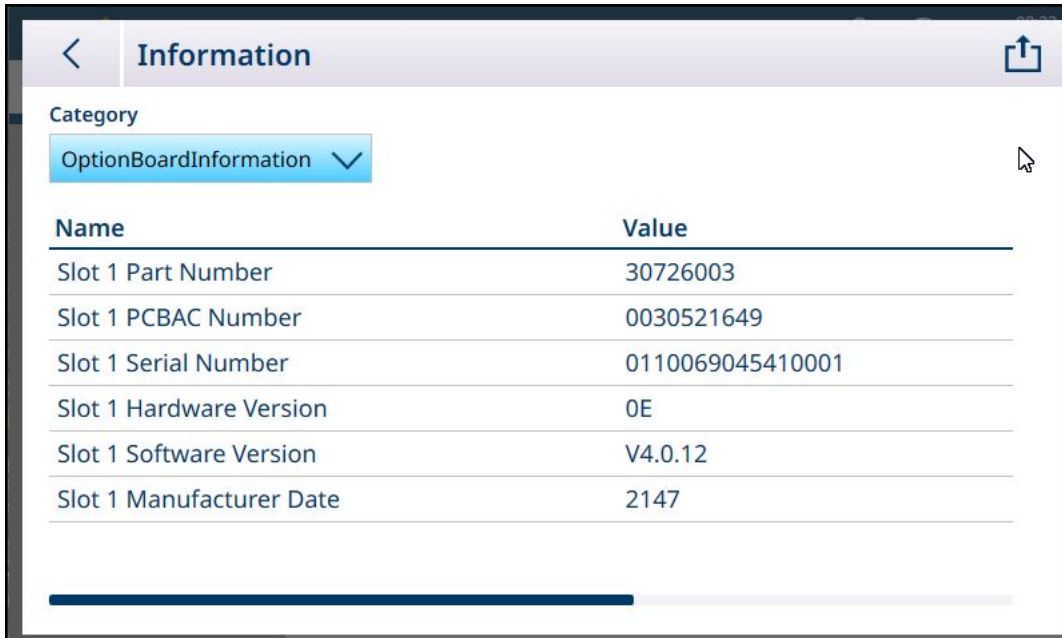 Information
Category
OptionBoardInformation
Name Value
Slot 1 Part Number 30726003
Slot 1 PCBAC Number 0030521649
Slot 1 Serial Number 0110069045410001
Slot 1 Hardware Version 0E
Slot 1 Software Version V4.0.12
Slot 1 Manufacturer Date 2147